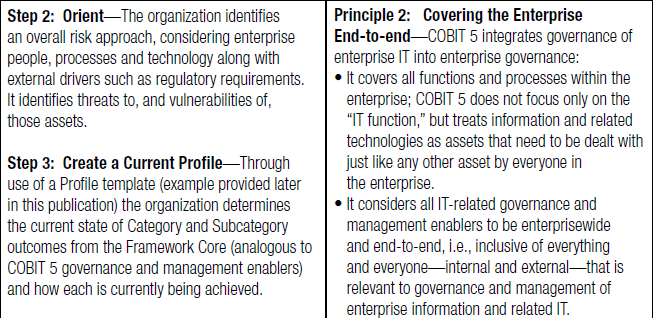 Step 2:  Orient—The organization identifies
an overall risk approach, considering enterprise
people, processes and technology along with
external drivers such as regulatory requirements.
It identifies threats to, and vulnerabilities of,
those assets.
Step 3:  Create a Current Profile—Through
use of a Profile template (example provided later
in this publication) the organization determines
the current state of Category and Subcategory
outcomes from the Framework Core (analogous to
COBIT 5 governance and management enablers)
and how each is currently being achieved.
Principle 2:   Covering the Enterprise
End-to-end—COBIT 5 integrates governance of
enterprise IT into enterprise governance:
• It covers all functions and processes within the
enterprise; COBIT 5 does not focus only on the
“IT function,” but treats information and related
technologies as assets that need to be dealt with
just like any other asset by everyone in
the enterprise.
• It considers all IT-related governance and
management enablers to be enterprisewide
and end-to-end, i.e., inclusive of everything
and everyone—internal and external—that is
relevant to governance and management of
enterprise information and related IT.